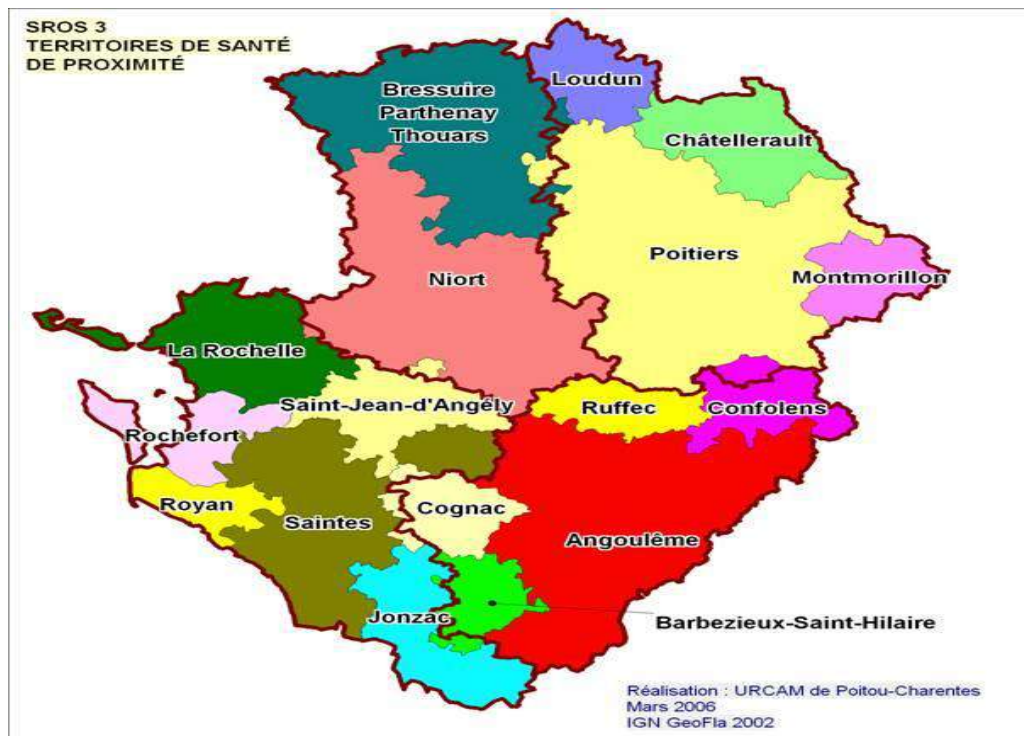 SROS 3
TERRITOIRES DE SANTÉ
DE PROXIMITÉ
Loudun
Bressuire
Parthenay
Thouars
Châtellerault
Poitiers
Montmorillon
Niort
La Rochelle
Saint-Jean-d'Angély
Ruffec
Confolens
Rochefort
Royan
Saintes
Cognac
Angoulême
Jonzac
Barbezieux-Saint-Hilaire
Réalisation : URCAM de Poitou-Charentes
Mars 2006
IGN GeoFla 2002